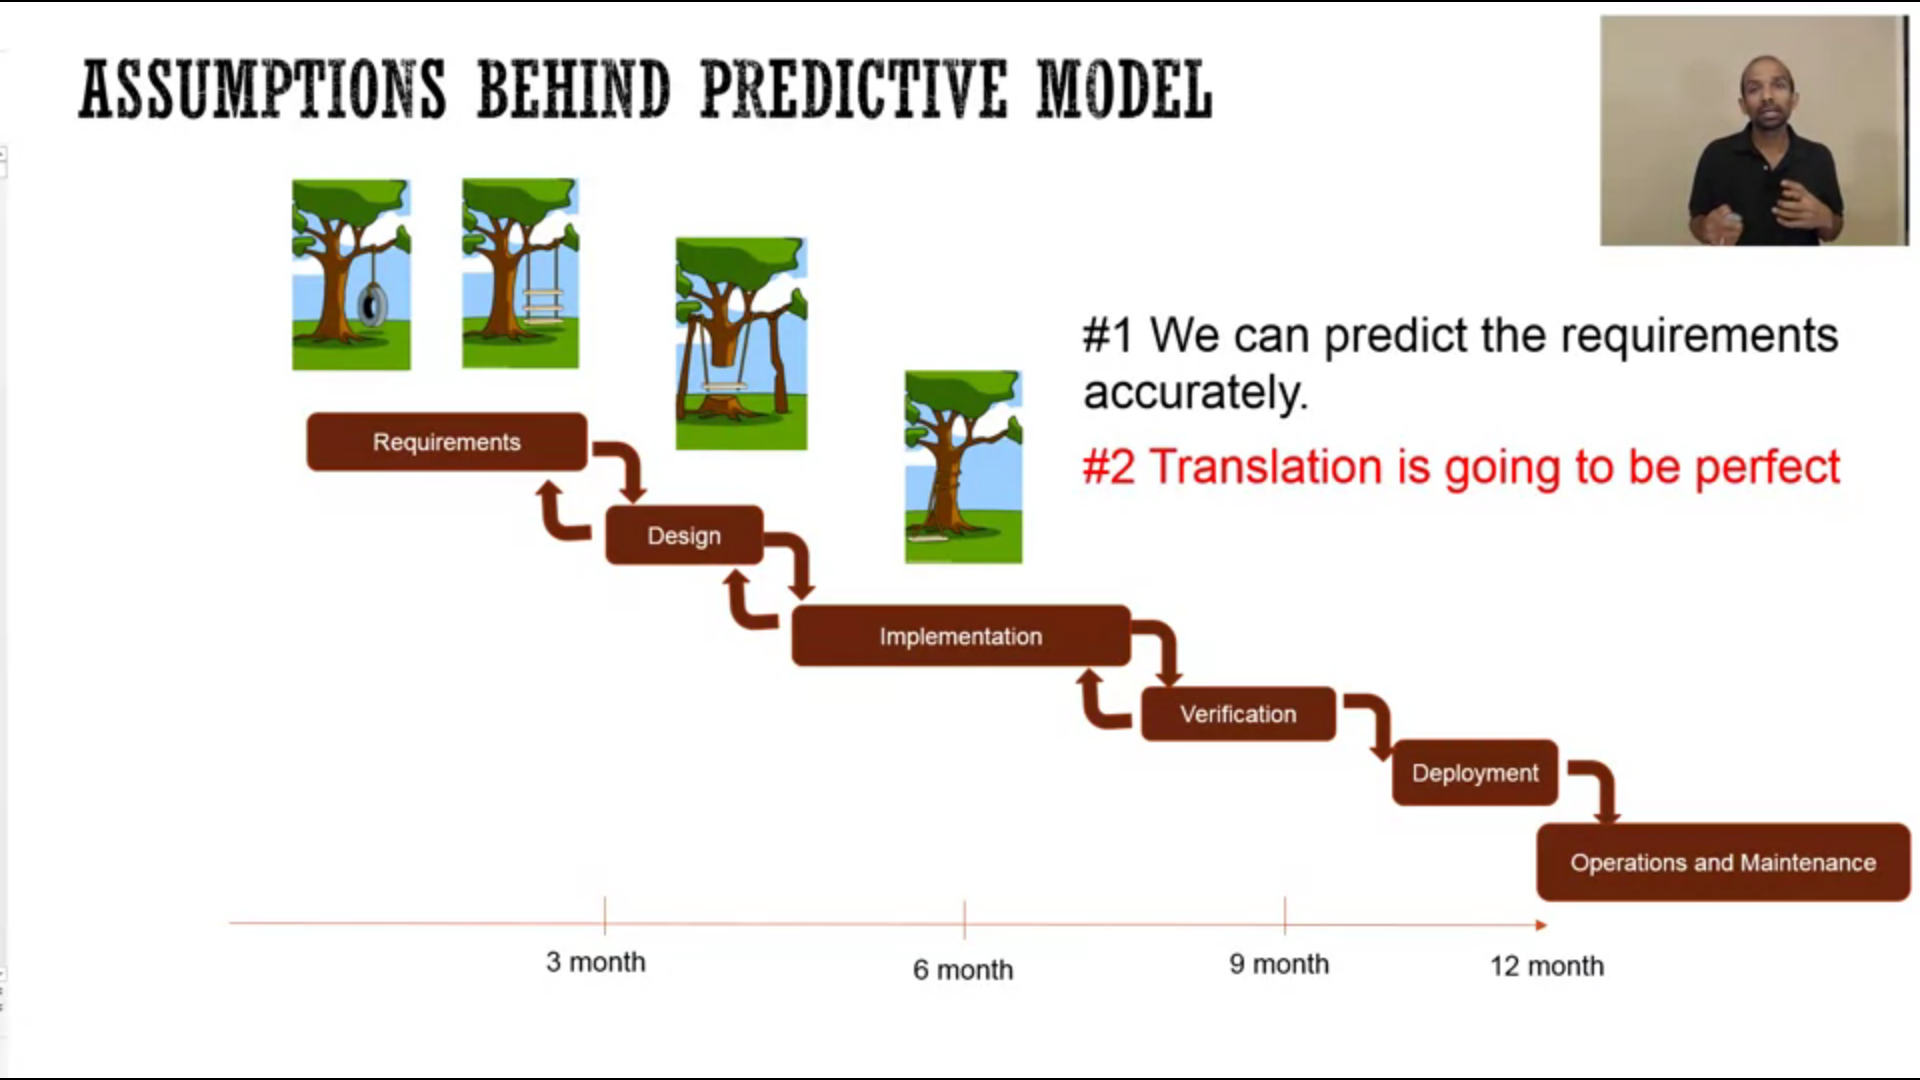 ASSUMPTIONS BEHIND PREDICTIVE MODEL
#1 We can predict the requirements
accurately.
#2 Translation is going to be perfect
Requirements
Design
Implementation
Verification
Deployment
Operations and Maintenance
3 month
6 month
9 month
12 month